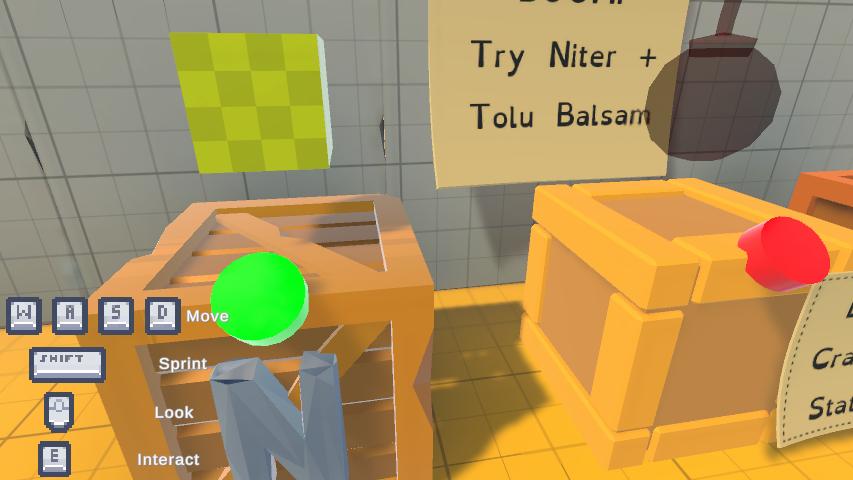 Try Niter +
Tolu Balsam
W A S D Move
SHIFT Sprint
Look
E Interact
N